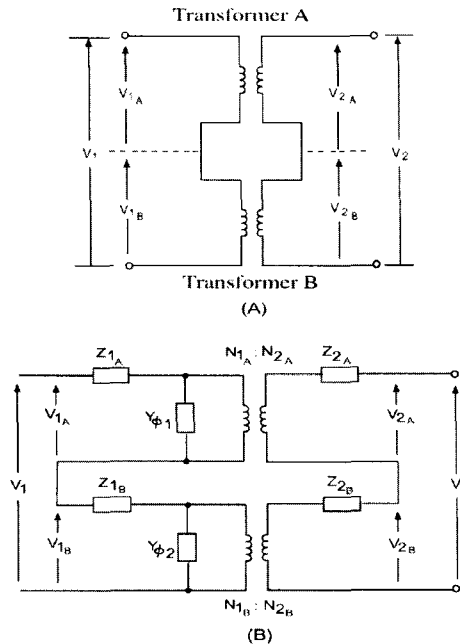 Transformer A
V1A
V2A
V1
V2
V1B
V2B
Transformer B
(A)
Z1A
N1A : N2A
Z2A
V1A
Yϕ1
V2A
V1
Z1B
Z2B
V
V1B
Yϕ2
V2B
N1B : N2B
(B)